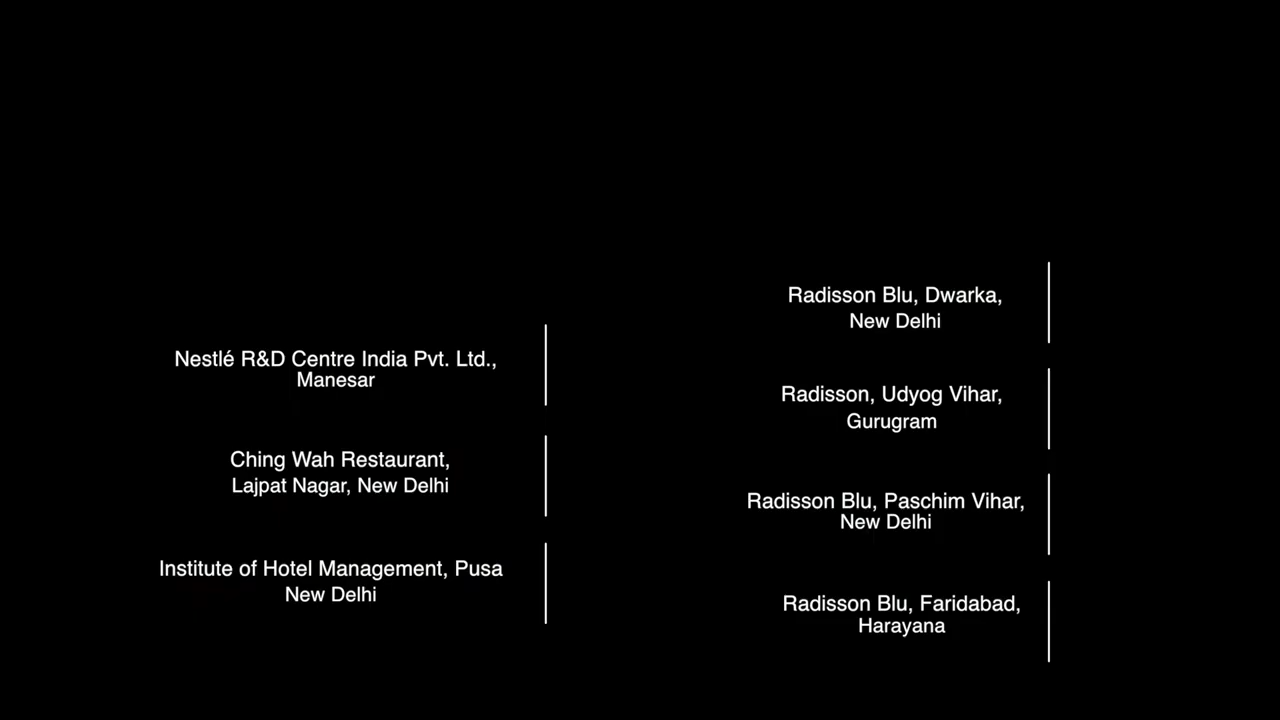 Nestlé R&D Centre India Pvt. Ltd.,
Manesar
Ching Wah Restaurant,
Lajpat Nagar, New Delhi
Institute of Hotel Management, Pusa
New Delhi
Radisson Blu, Dwarka,
New Delhi
Radisson, Udyog Vihar,
Gurugram
Radisson Blu, Paschim Vihar,
New Delhi
Radisson Blu, Faridabad,
Harayana